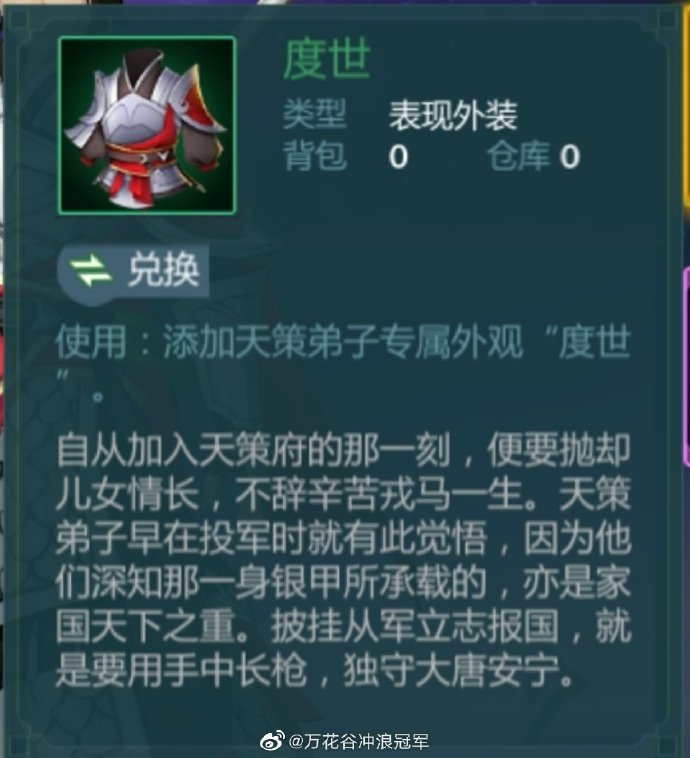 度世
类型 表现外装
背包 0 仓库 0
兑换
使用：添加天策弟子专属外观“度世
”。
自从加入天策府的那一刻，便要抛却
儿女情长，不辞辛苦戎马一生。天策
弟子早在投军时就有此觉悟，因为他
们深知那一身银甲所承载的，亦是家
国天下之重。披挂从军立志报国，就
是要用手中长枪，独守大唐安宁。
@万花谷冲浪冠军